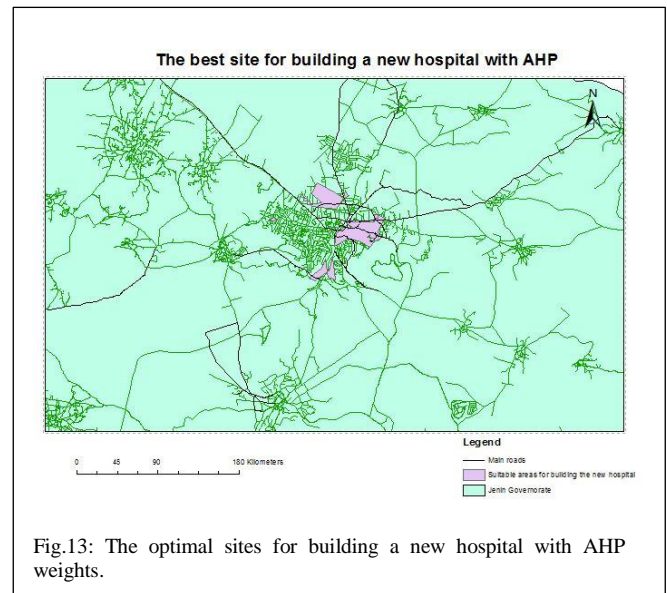 The best site for building a new hospital with AHP
N
Legend
Main roads
Suitable areas for building the new hospital
Jenin Governorate
0 45 90 180 Kilometers
Fig.13: The optimal sites for building a new hospital with AHP
weights.